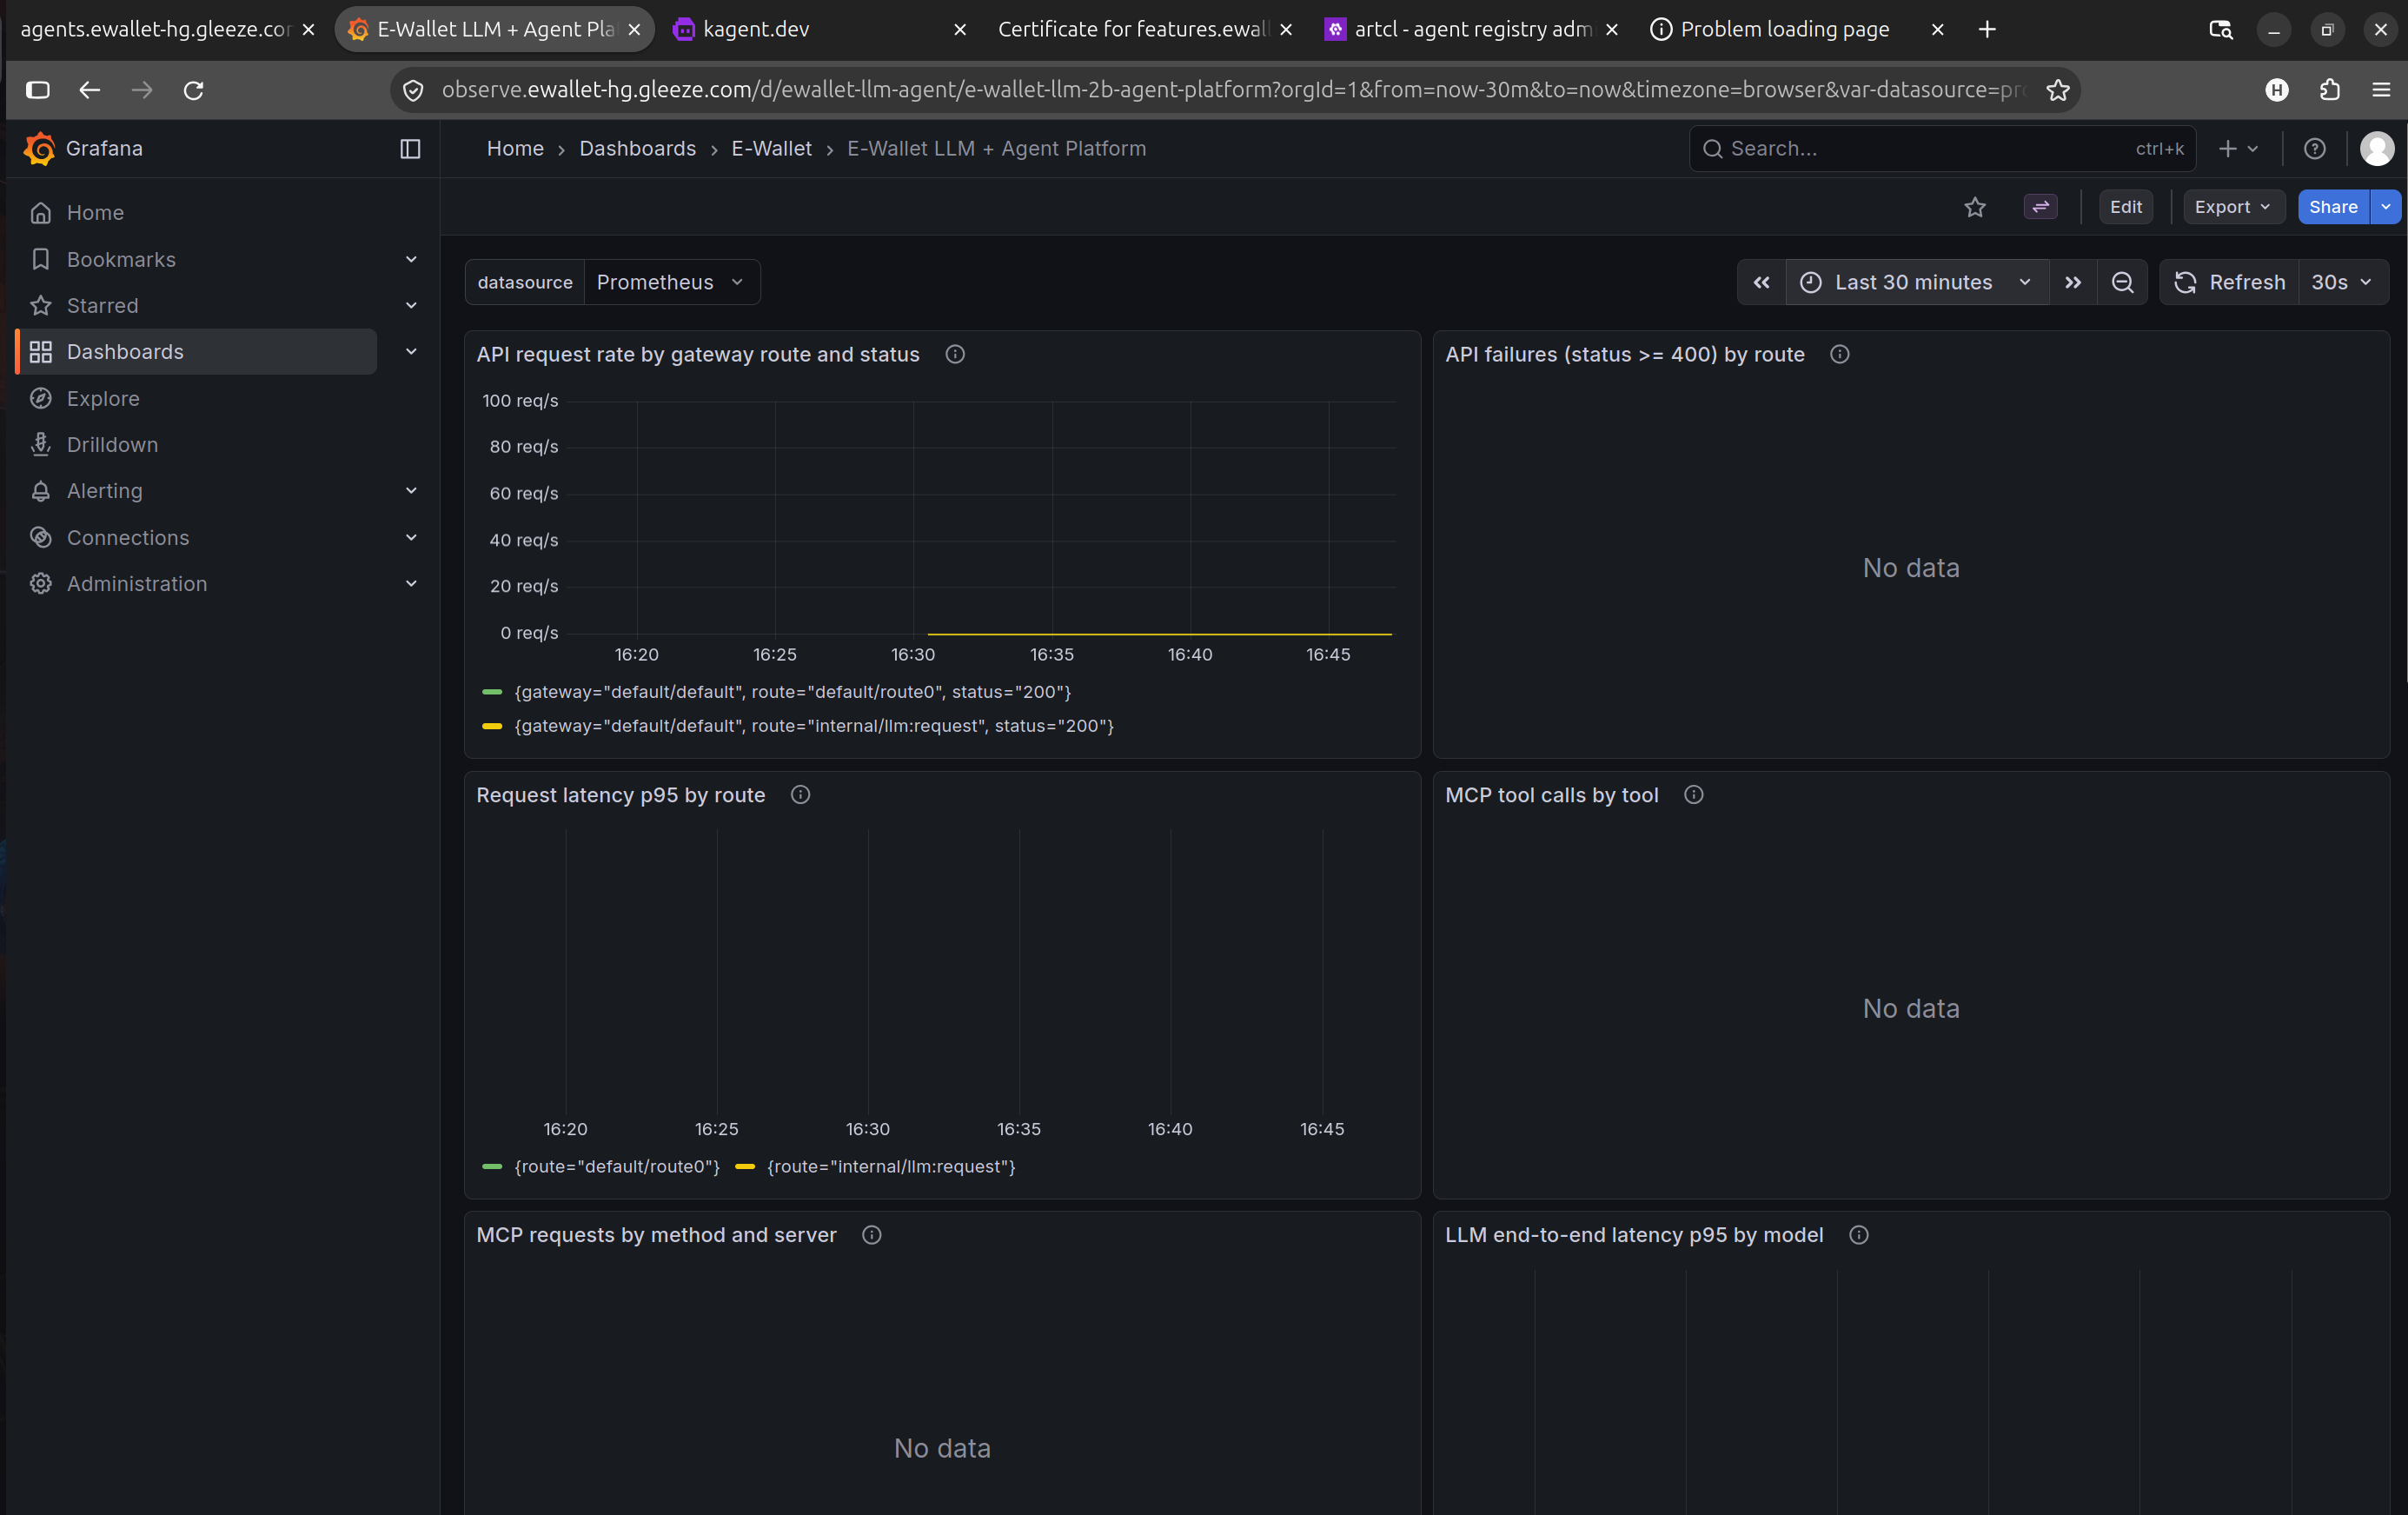 agents.ewallet-hg.gleeze.cor
E-Wallet LLM + Agent Pla
kagent.dev
Certificate for features.ewall
artcl - agent registry adm
Problem loading page
observe.ewallet-hg.gleeze.com/d/ewallet-llm-agent/e-wallet-llm-2b-agent-platform?orgId=1&from=now-30m&to=now&timezone=browser&var-datasource=pro
H
Grafana
Home › Dashboards › E-Wallet › E-Wallet LLM + Agent Platform
Search...
ctrl+k
Edit
Export
Share
Home
Bookmarks
Starred
Dashboards
Explore
Drilldown
Alerting
Connections
Administration
datasource
Prometheus
Last 30 minutes
Refresh
30s
API request rate by gateway route and status
100 req/s
80 req/s
60 req/s
40 req/s
20 req/s
0 req/s
16:20 16:25 16:30 16:35 16:40 16:45
{gateway="default/default", route="default/route0", status="200"}
{gateway="default/default", route="internal/llm:request", status="200"}
API failures (status >= 400) by route
No data
Request latency p95 by route
16:20 16:25 16:30 16:35 16:40 16:45
{route="default/route0"} {route="internal/llm:request"}
MCP tool calls by tool
No data
MCP requests by method and server
No data
LLM end-to-end latency p95 by model